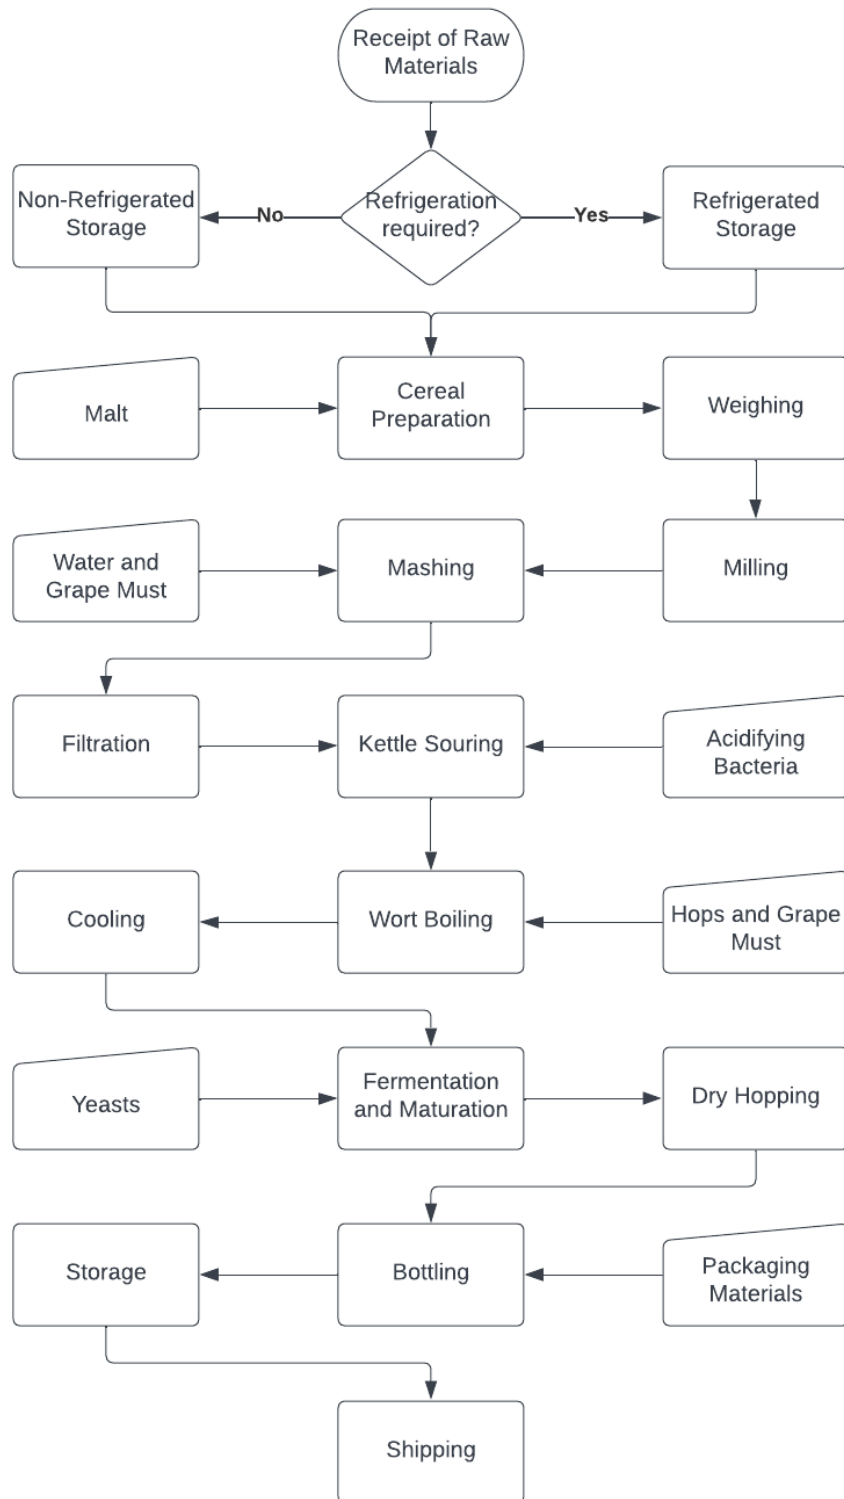 Receipt of Raw
Materials
Non-Refrigerated
Storage
No
Refrigeration
required?
Yes
Refrigerated
Storage
Malt
Cereal
Preparation
Weighing
Water and
Grape Must
Mashing
Milling
Filtration
Kettle Souring
Acidifying
Bacteria
Cooling
Wort Boiling
Hops and Grape
Must
Yeasts
Fermentation
and Maturation
Dry Hopping
Storage
Bottling
Packaging
Materials
Shipping